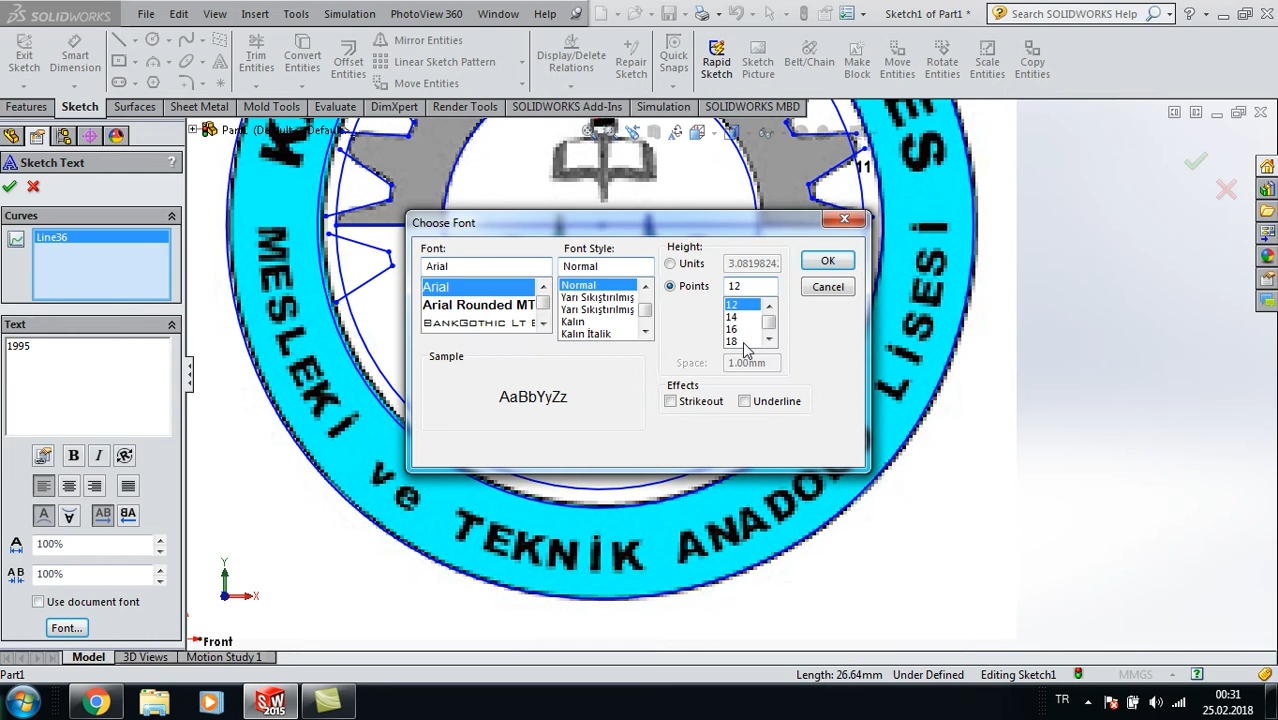 SOLIDWORKS
File Edit View Insert Tools Simulation PhotoView 360 Window Help
Sketch1 of Part1 *
Search SOLIDWORKS Help
Exit Sketch
Smart Dimension
Trim Entities
Convert Entities
Offset Entities
Mirror Entities
Linear Sketch Pattern
Move Entities
Display/Delete Relations
Repair Sketch
Quick Snaps
Rapid Sketch
Sketch Picture
Belt/Chain
Make Block
Move Entities
Rotate Entities
Scale Entities
Copy Entities
Features Sketch Surfaces Sheet Metal Mold Tools Evaluate DimXpert Render Tools SOLIDWORKS Add-Ins Simulation SOLIDWORKS MBD
Sketch Text
?
Curves
Line36
Text
1995
B I
AB
100%
100%
Use document font
Font...
11
MESLEKİ ve TEKNİK ANADOLU LİSESİ
Choose Font
Font:
Arial
Arial
Arial Rounded MT
BankGothic Lt B
Font Style:
Normal
Normal
Yarı Sıkıştırılmış
Yarı Sıkıştırılmış
Kalın
Kalın İtalik
Height:
Units 3.0819824
Points 12
12
14
16
18
Space: 1.00mm
OK
Cancel
Sample
AaBbYyZz
Effects
Strikeout Underline
Y
X
*Front
Model 3D Views Motion Study 1
Part1
Length: 26.64mm Under Defined Editing Sketch1 MMGS
SW 2015
TR
00:31
25.02.2018